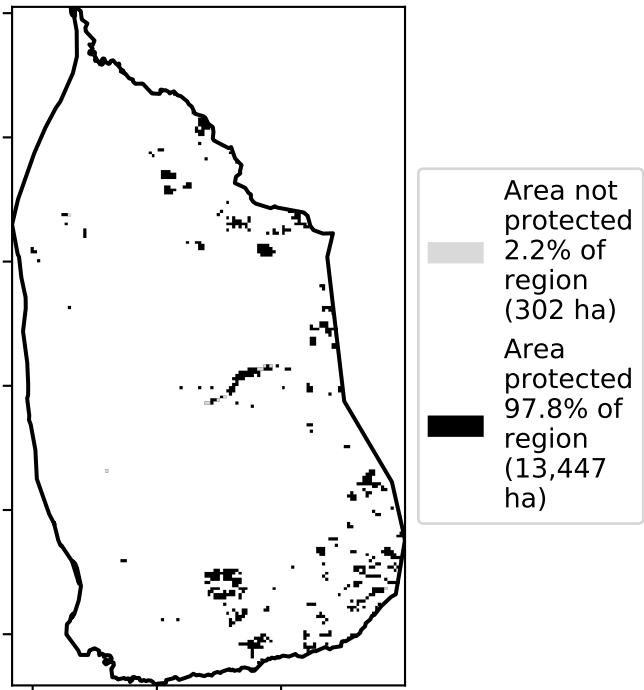 Area not
protected
2.2% of
region
(302 ha)
Area
protected
97.8% of
region
(13,447
ha)